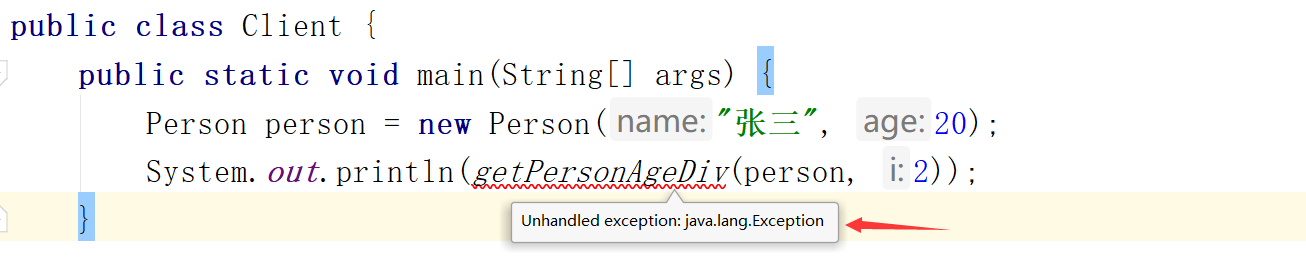 public class Client {
public static void main(String[] args) {
Person person = new Person( name: "张三", age: 20);
System.out.println(getPersonAgeDiv(person, i: 2));
}
Unhandled exception: java.lang.Exception